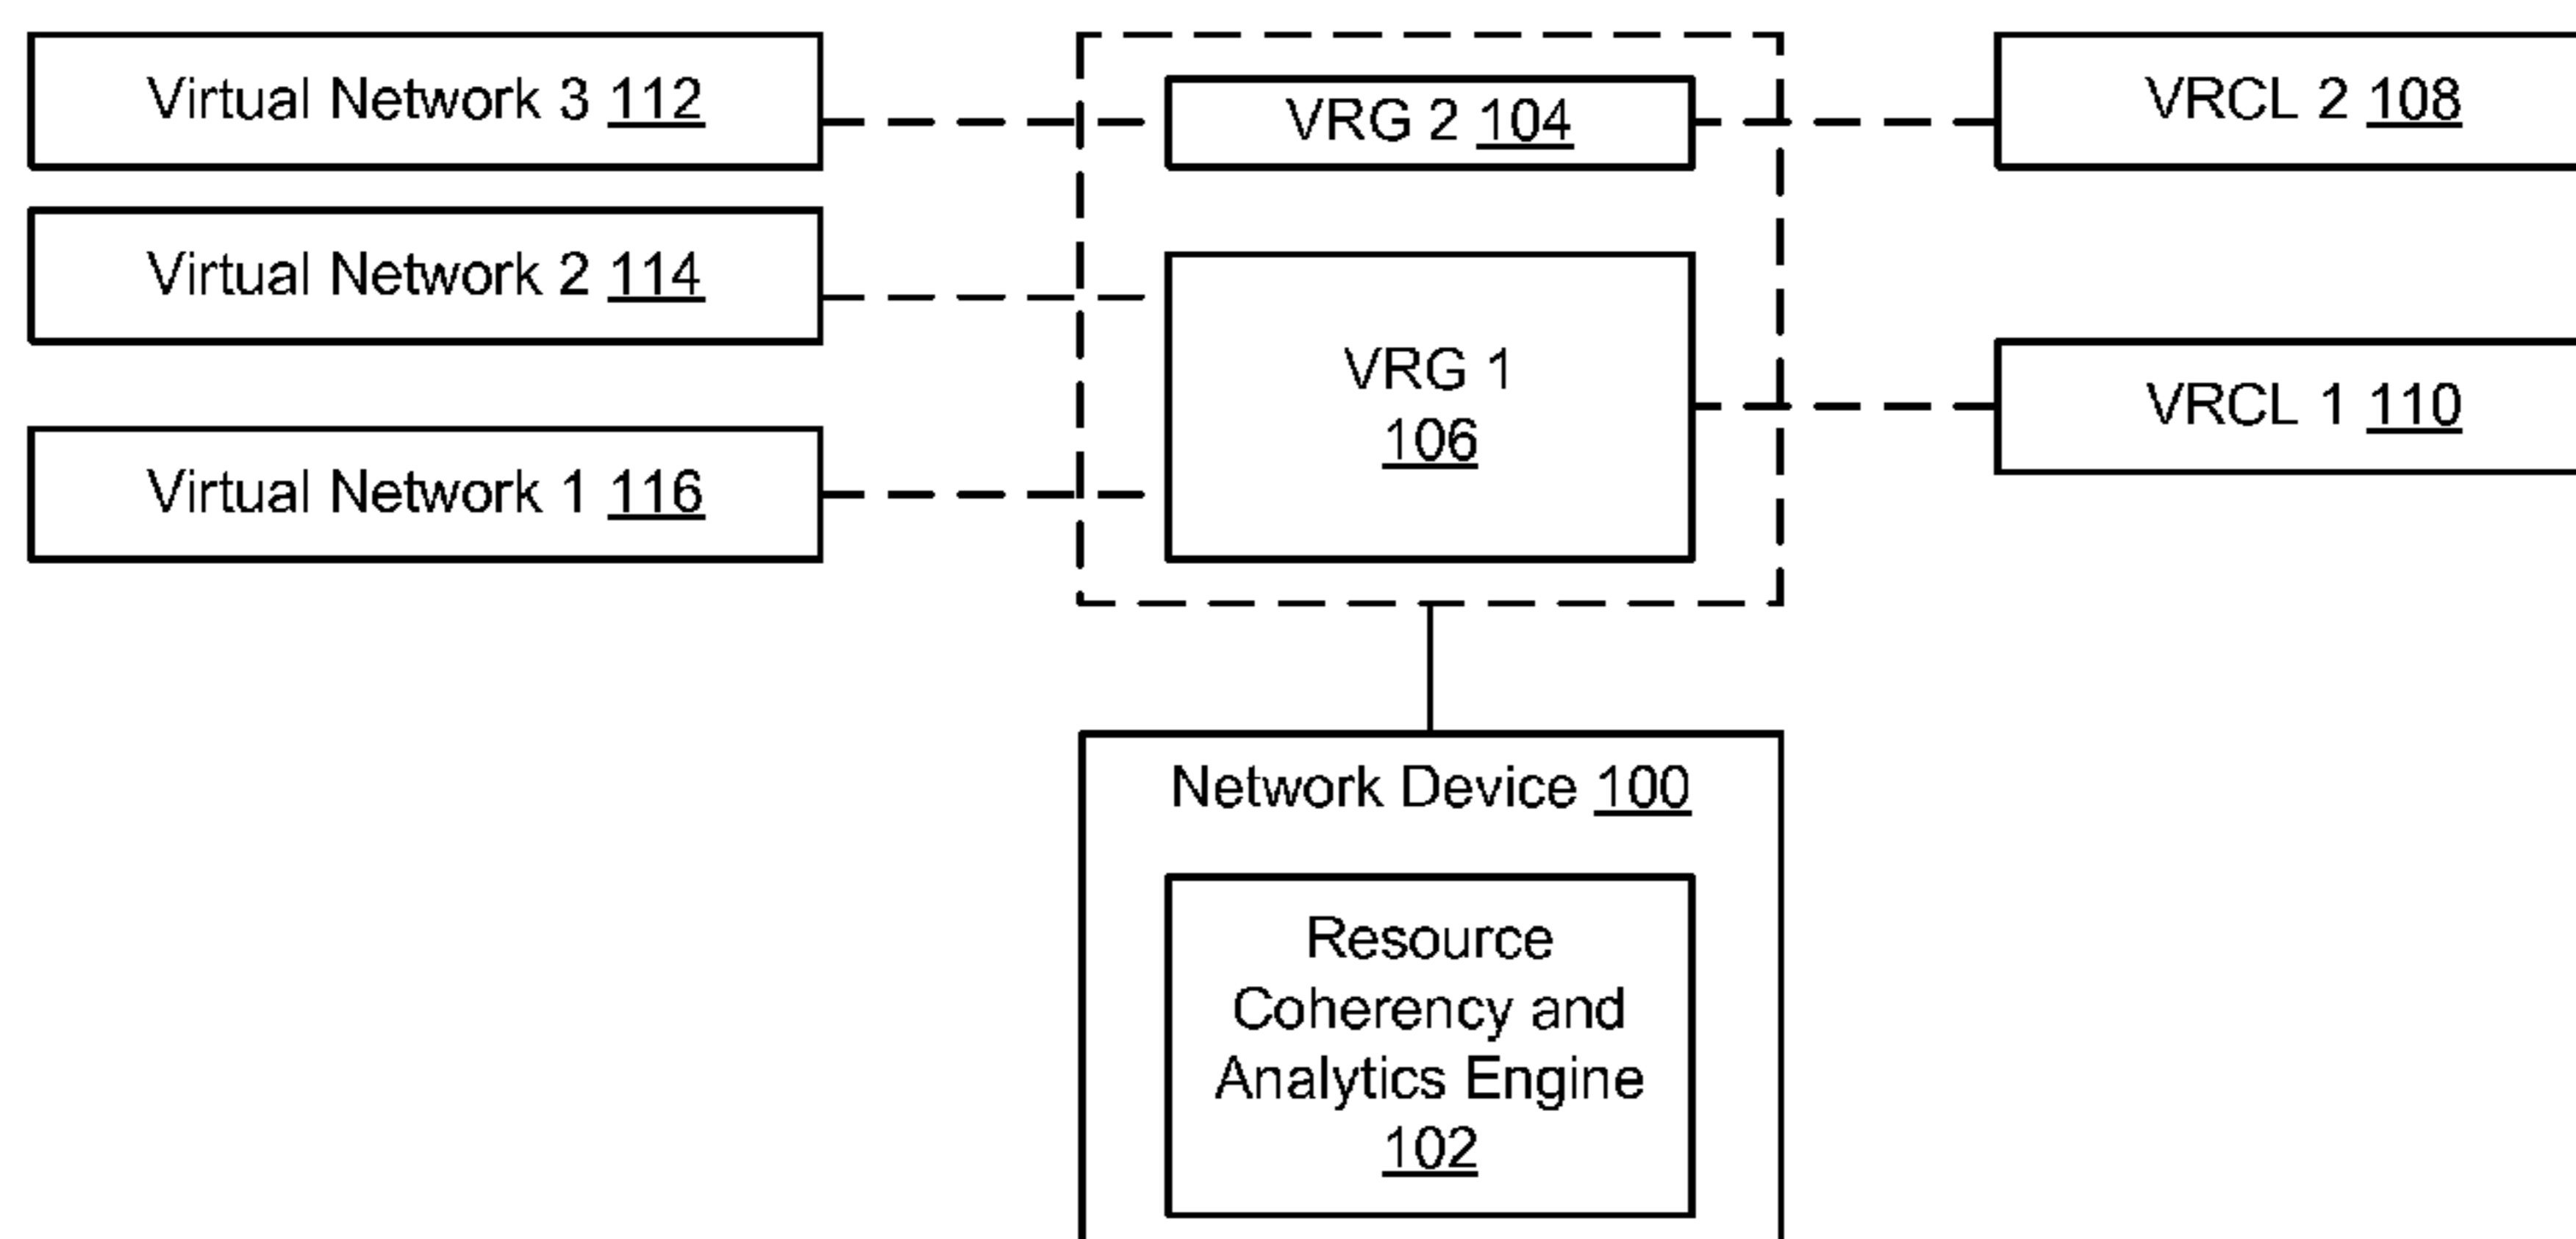 Virtual Network 3 112
VRG 2 104
VRCL 2 108
Virtual Network 2 114
VRG 1
106
VRCL 1 110
Virtual Network 1 116
Network Device 100
Resource
Coherency and
Analytics Engine
102